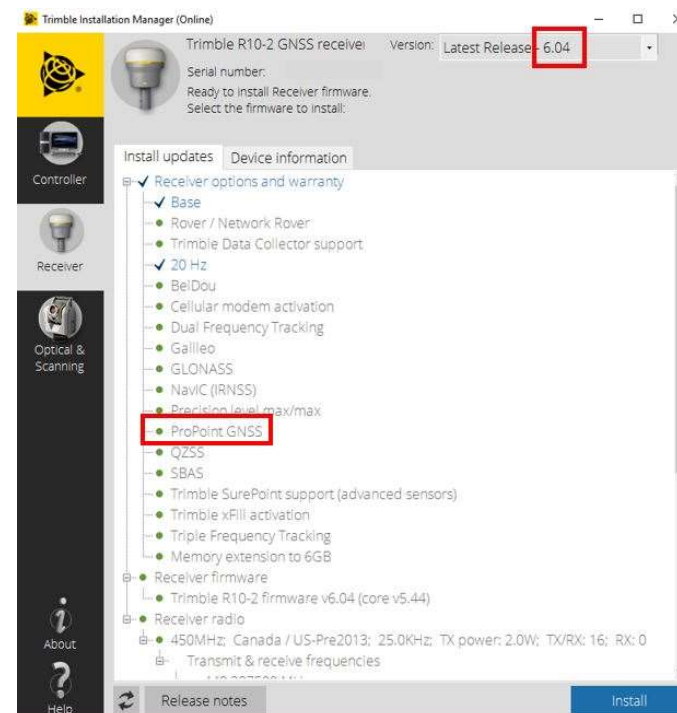 Trimble Installation Manager (Online)
Trimble R10-2 GNSS receiver
Version:
Latest Release - 6.04
Serial number:
Ready to install Receiver firmware.
Select the firmware to install:
Install updates
Device information
Controller
Receiver
Optical &
Scanning
About
Help
Receiver options and warranty
Base
Rover / Network Rover
Trimble Data Collector support
20 Hz
BeiDou
Cellular modem activation
Dual Frequency Tracking
Galileo
GLONASS
NavIC (IRNSS)
Precision level max/max
ProPoint GNSS
QZSS
SBAS
Trimble SurePoint support (advanced sensors)
Trimble xFill activation
Triple Frequency Tracking
Memory extension to 6GB
Receiver firmware
Trimble R10-2 firmware v6.04 (core v5.44)
Receiver radio
450MHz; Canada / US-Pre2013; 25.0KHz; TX power: 2.0W; TX/RX: 16; RX: 0
Transmit & receive frequencies
Release notes
Install